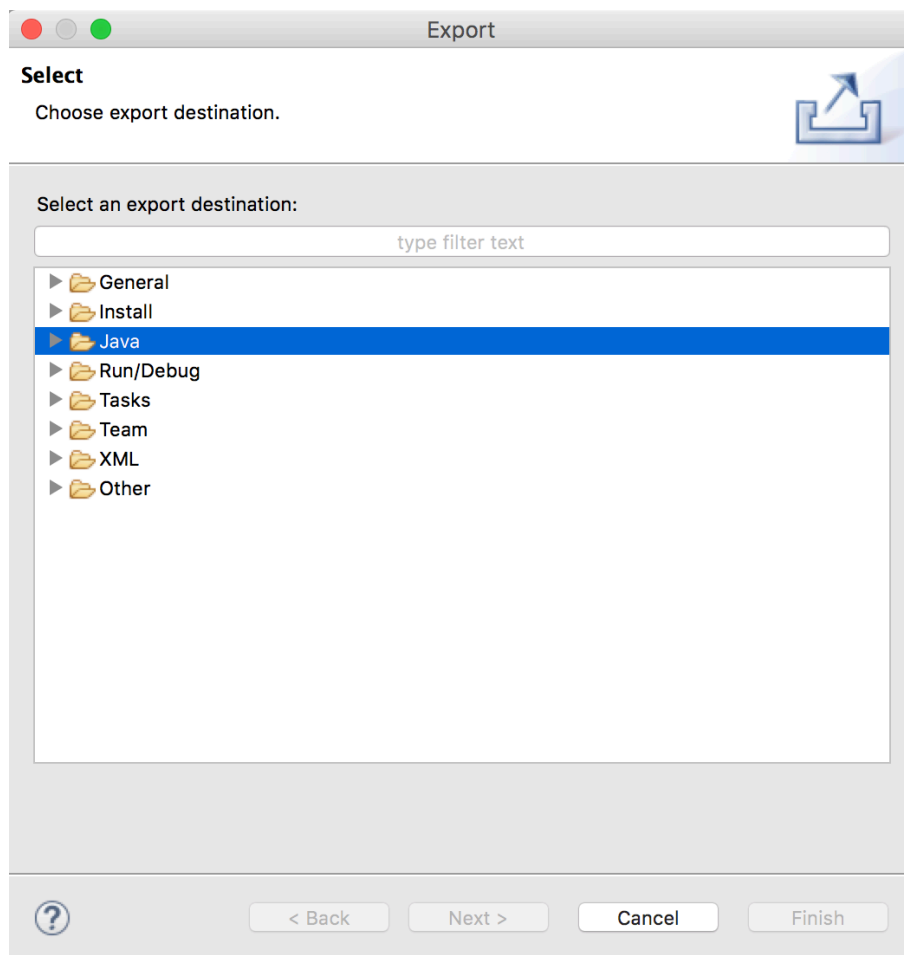 Export
Select
Choose export destination.
Select an export destination:
type filter text
General
Install
Java
Run/Debug
Tasks
Team
XML
Other
?
< Back Next > Cancel Finish